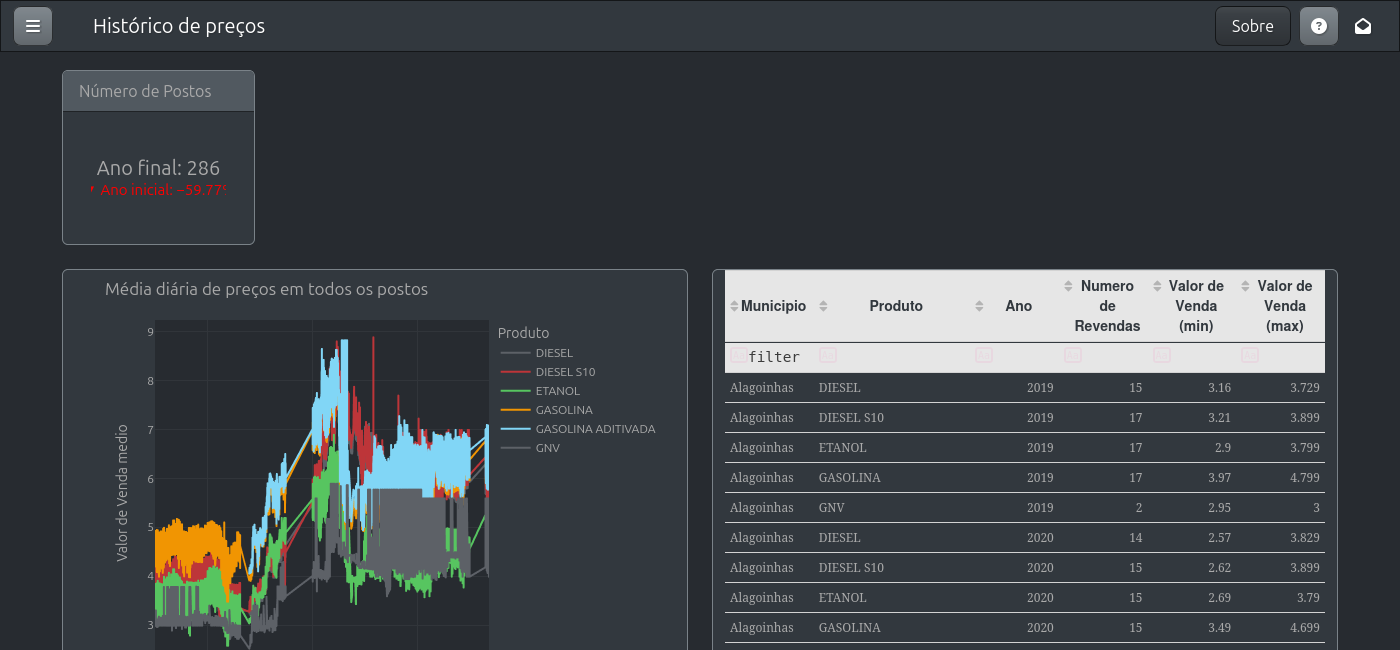 Histórico de preços
Sobre
Número de Postos
Ano final: 286
Ano inicial: −59.77
Média diária de preços em todos os postos
Valor de Venda medio
9
8
7
6
5
4
3
Produto
DIESEL
DIESEL S10
ETANOL
GASOLINA
GASOLINA ADITIVADA
GNV
Municipio Produto Ano Numero de Revendas Valor de Venda (min) Valor de Venda (max)
filter
Alagoinhas DIESEL 2019 15 3.16 3.729
Alagoinhas DIESEL S10 2019 17 3.21 3.899
Alagoinhas ETANOL 2019 17 2.9 3.799
Alagoinhas GASOLINA 2019 17 3.97 4.799
Alagoinhas GNV 2019 2 2.95 3
Alagoinhas DIESEL 2020 14 2.57 3.829
Alagoinhas DIESEL S10 2020 15 2.62 3.899
Alagoinhas ETANOL 2020 15 2.69 3.79
Alagoinhas GASOLINA 2020 15 3.49 4.699